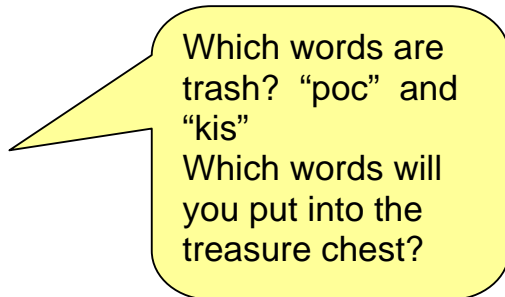 Which words are
trash?  “poc”  and
“kis”
Which words will
you put into the
treasure chest?